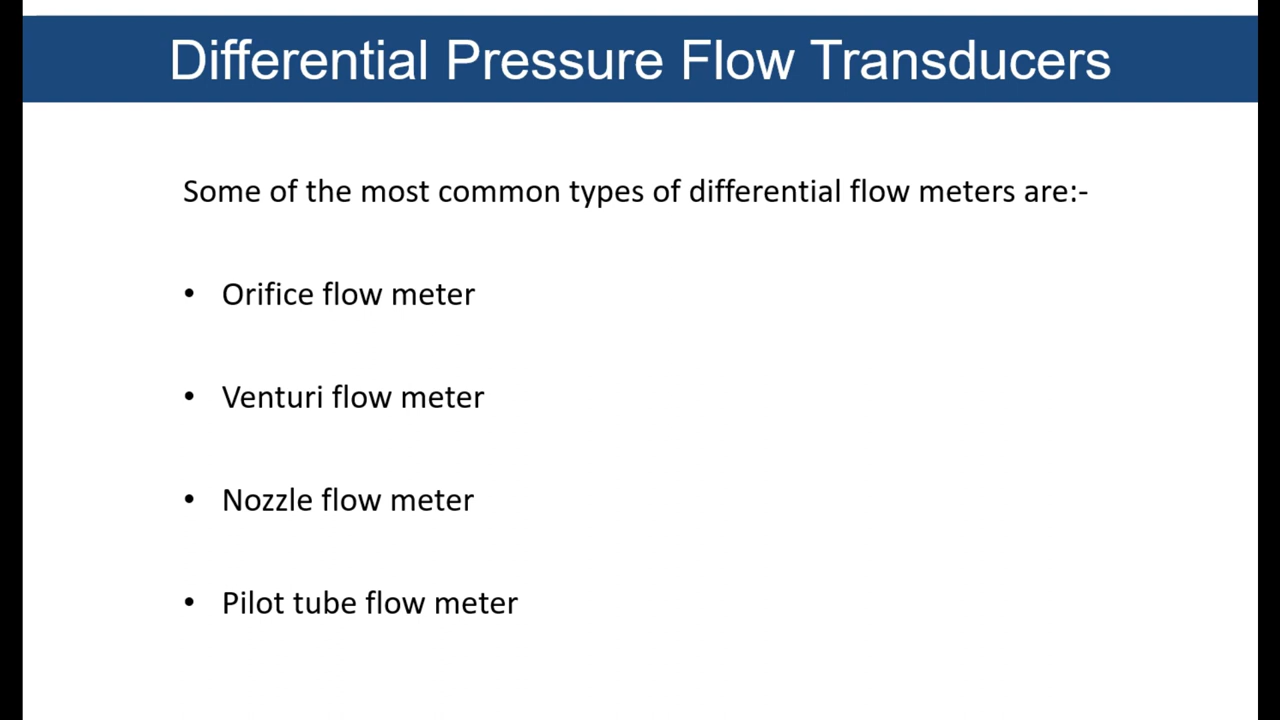 Differential Pressure Flow Transducers
Some of the most common types of differential flow meters are:-
• Orifice flow meter
• Venturi flow meter
• Nozzle flow meter
• Pilot tube flow meter